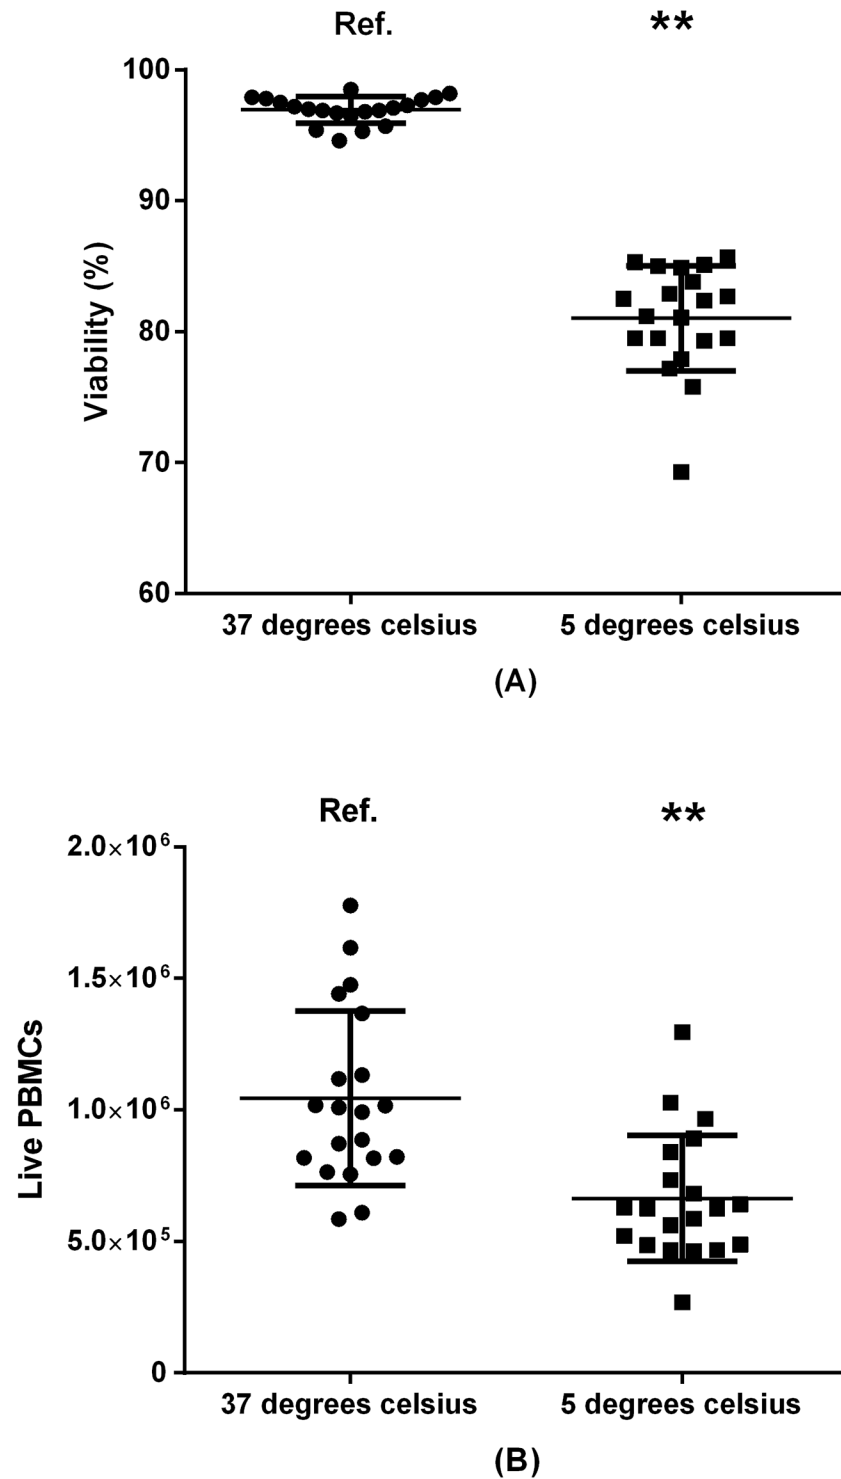 Ref. **
100
90
80
70
60
Viability (%)
37 degrees celsius 5 degrees celsius
(A)
Ref. **
2.0×10⁶
1.5×10⁶
1.0×10⁶
5.0×10⁵
0
Live PBMCs
37 degrees celsius 5 degrees celsius
(B)